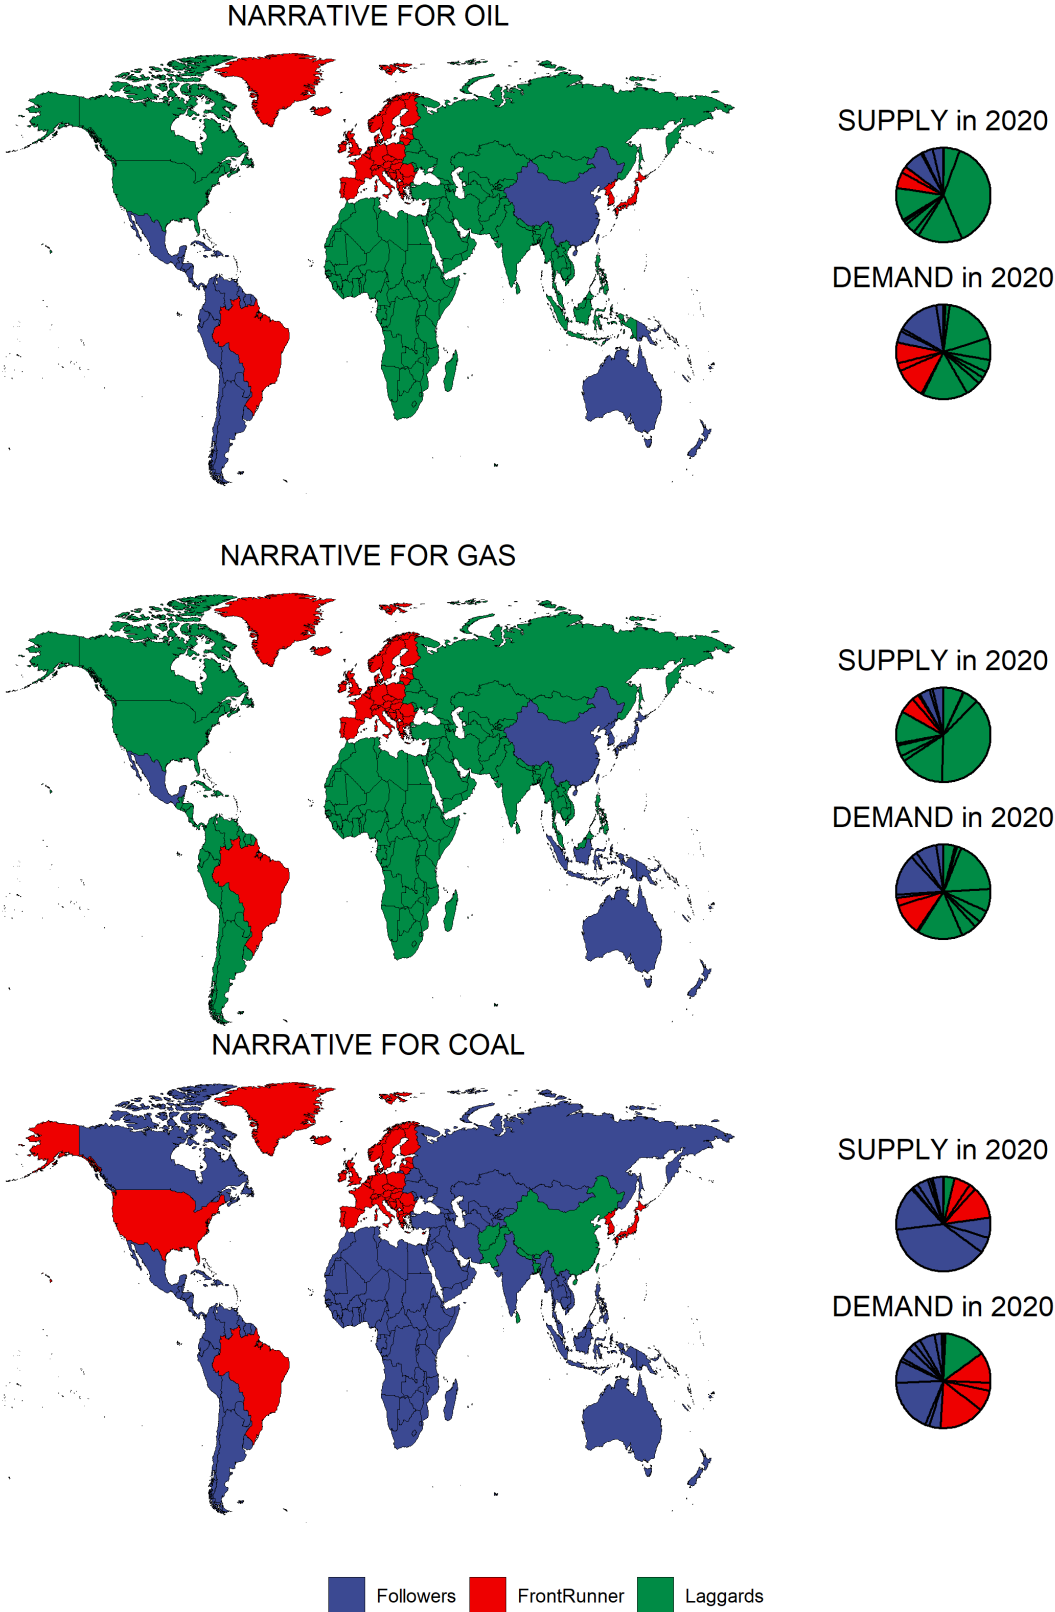 NARRATIVE FOR OIL
SUPPLY in 2020
DEMAND in 2020
NARRATIVE FOR GAS
SUPPLY in 2020
DEMAND in 2020
NARRATIVE FOR COAL
SUPPLY in 2020
DEMAND in 2020
Followers FrontRunner Laggards